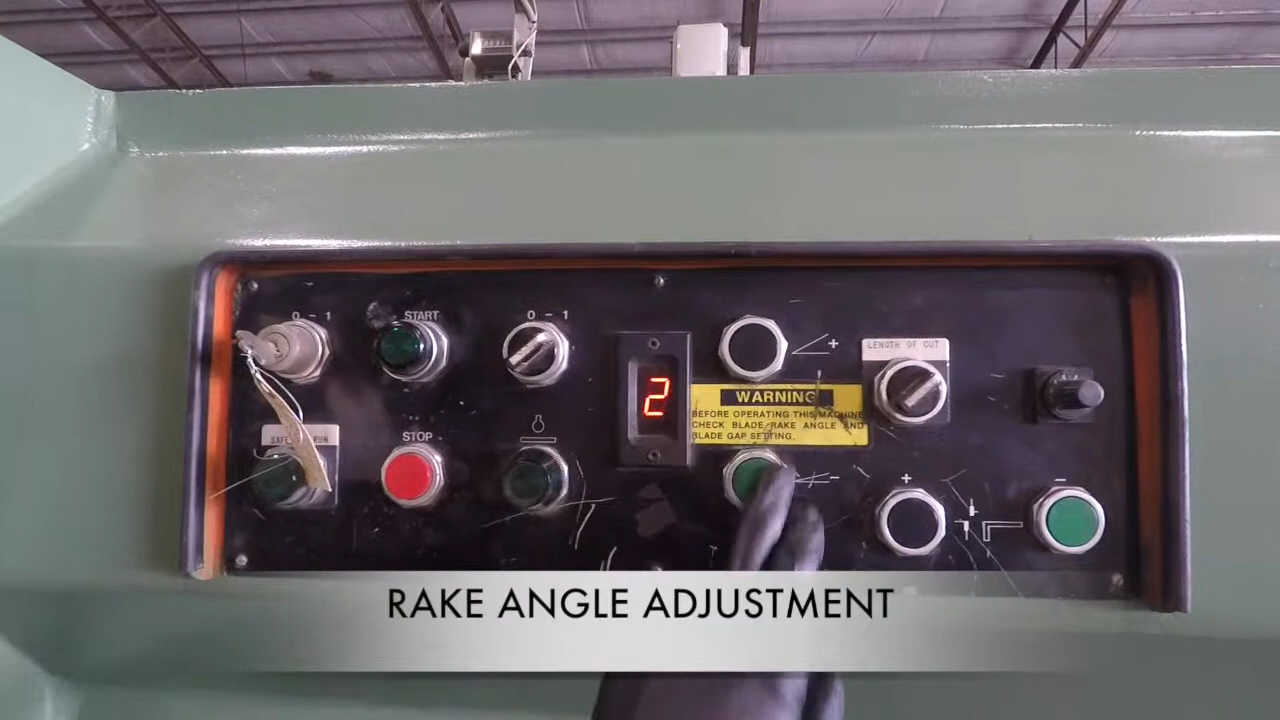 0 - 1
START
0 - 1
+
LENGTH OF CUT
2
WARNING
BEFORE OPERATING THIS MACHINE
CHECK BLADE RAKE ANGLE AND
BLADE GAP SETTING.
RUN
STOP
-
+
-
RAKE ANGLE ADJUSTMENT